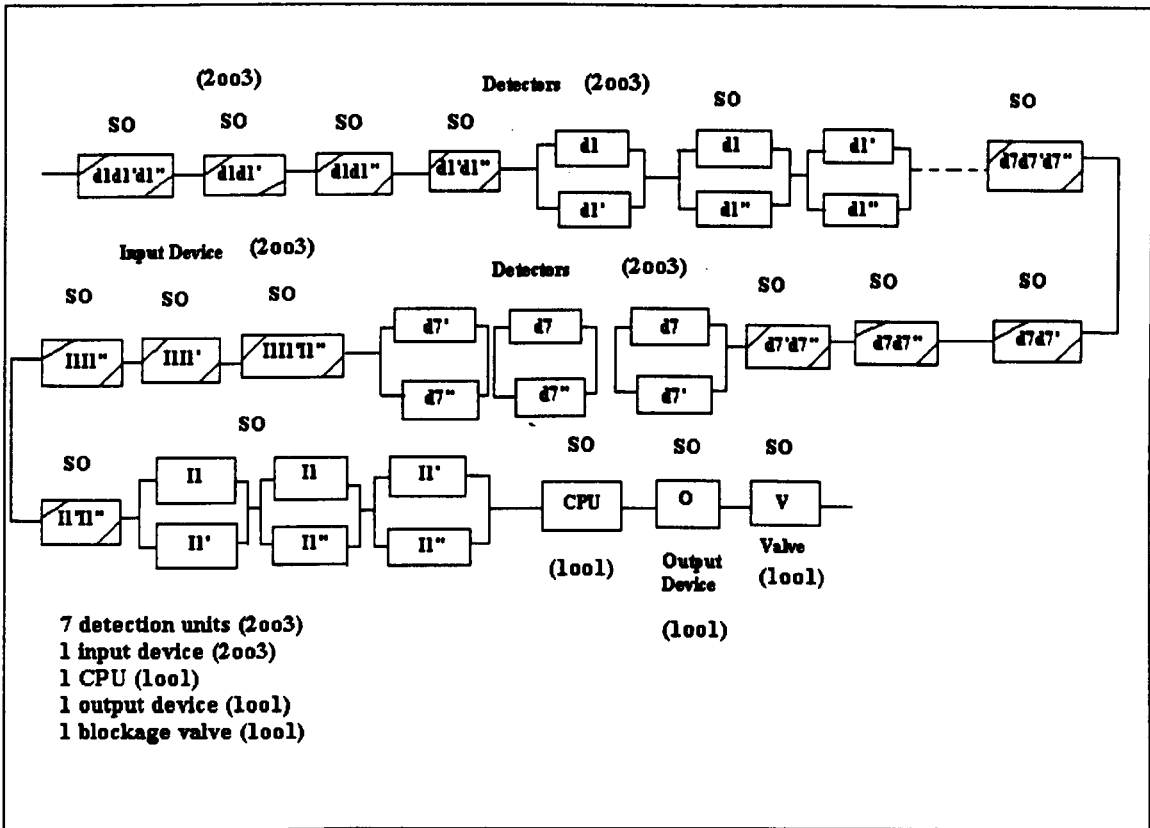 (2oo3)
Detectors (2oo3)
SO SO SO SO SO SO
d1d1'd1" d1d1' d1d1" d1'd1" d1 d1 d1' d7d7'd7"
d1' d1" d1"
Input Device (2oo3)
Detectors (2oo3)
SO SO SO SO SO SO
I1I1" I1I1' I1I1'I1" d7' d7 d7 d7'd7" d7d7" d7d7'
d7" d7" d7'
SO
SO SO SO SO
I1'I1" I1 I1 I1' CPU O V
I1' I1" I1"
(1oo1) Output Valve
Device (1oo1)
(1oo1)
7 detection units (2oo3)
1 input device (2oo3)
1 CPU (1oo1)
1 output device (1oo1)
1 blockage valve (1oo1)